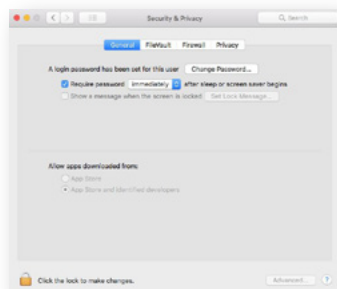 Security & Privacy
Search
General FileVault Firewall Privacy
A login password has been set for this user Change Password...
Require password immediately after sleep or screen saver begins
Show a message when the screen is locked Set Lock Message...
Allow apps downloaded from:
App Store
App Store and identified developers
Click the lock to make changes.
Advanced...
?